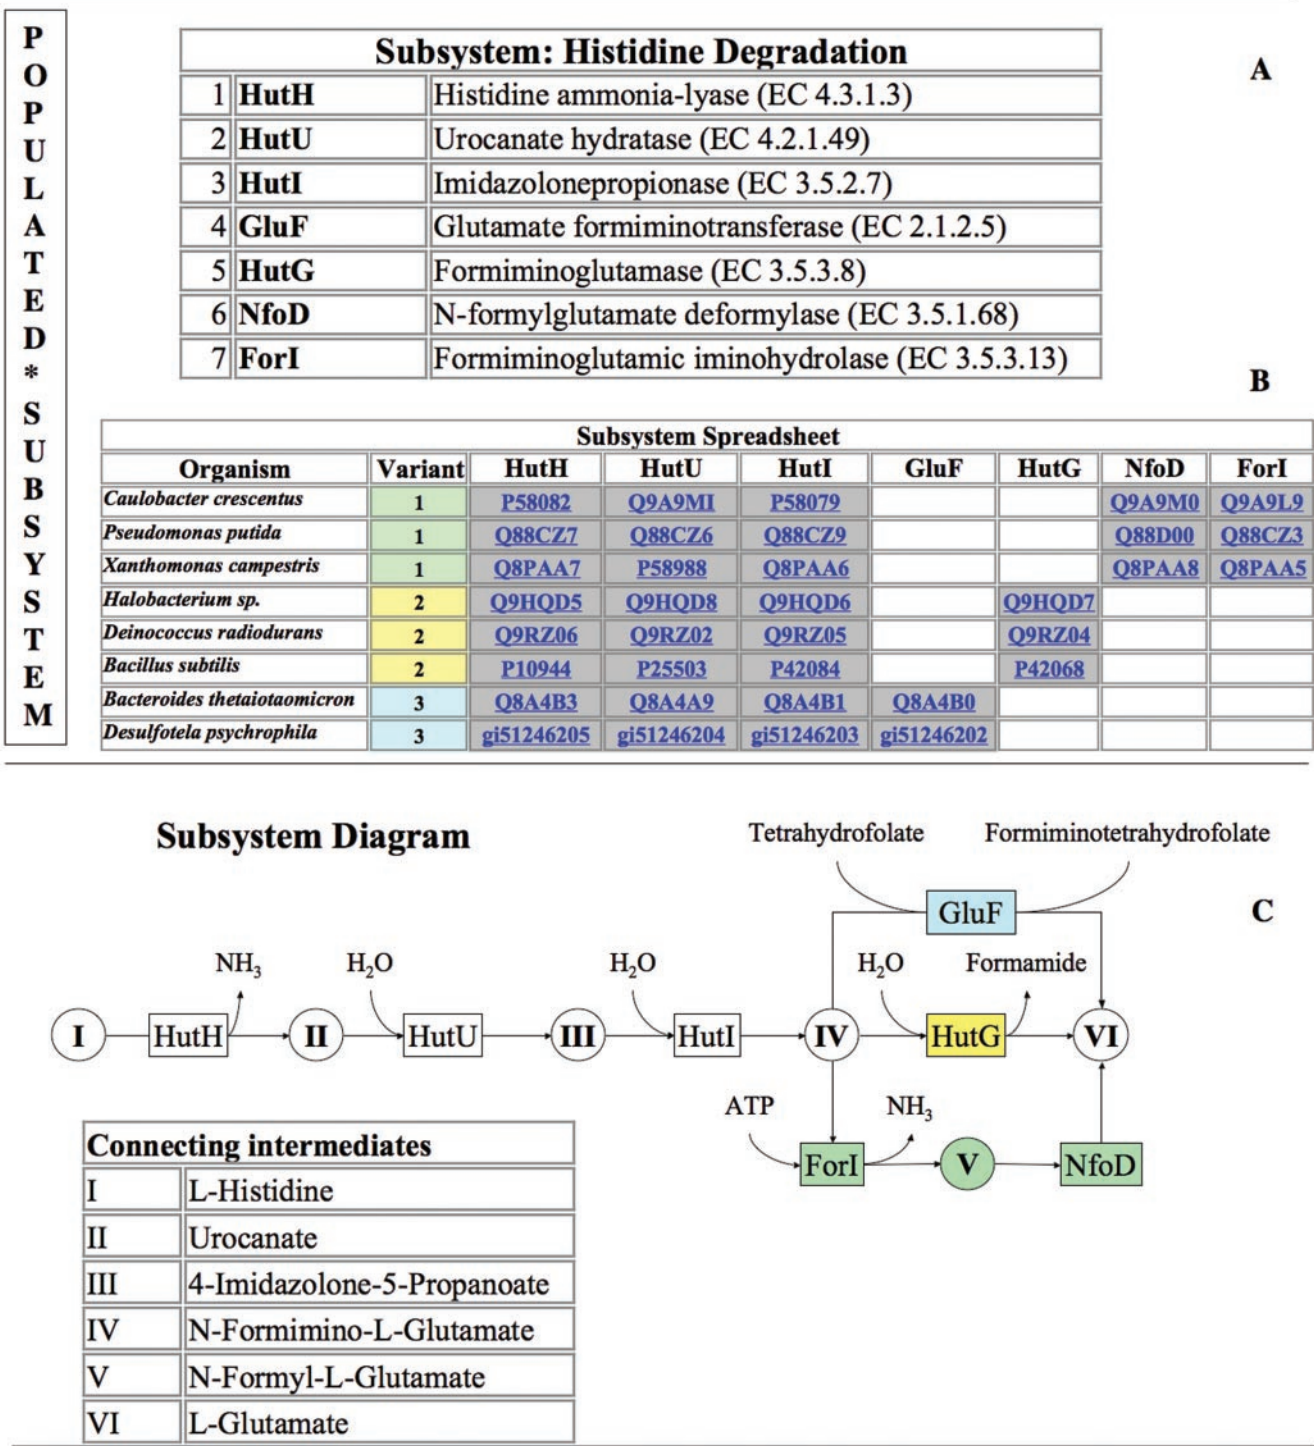 POPULATED*SUBSYSTEM
A
Subsystem: Histidine Degradation
1 HutH Histidine ammonia-lyase (EC 4.3.1.3)
2 HutU Urocanate hydratase (EC 4.2.1.49)
3 HutI Imidazolonepropionase (EC 3.5.2.7)
4 GluF Glutamate formiminotransferase (EC 2.1.2.5)
5 HutG Formiminoglutamase (EC 3.5.3.8)
6 NfoD N-formylglutamate deformylase (EC 3.5.1.68)
7 ForI Formiminoglutamic iminohydrolase (EC 3.5.3.13)
B
Subsystem Spreadsheet
Organism Variant HutH HutU HutI GluF HutG NfoD ForI
Caulobacter crescentus 1 P58082 Q9A9MI P58079 Q9A9M0 Q9A9L9
Pseudomonas putida 1 Q88CZ7 Q88CZ6 Q88CZ9 Q88D00 Q88CZ3
Xanthomonas campestris 1 Q8PAA7 P58988 Q8PAA6 Q8PAA8 Q8PAA5
Halobacterium sp. 2 Q9HQD5 Q9HQD8 Q9HQD6 Q9HQD7
Deinococcus radiodurans 2 Q9RZ06 Q9RZ02 Q9RZ05 Q9RZ04
Bacillus subtilis 2 P10944 P25503 P42084 P42068
Bacteroides thetaiotaomicron 3 Q8A4B3 Q8A4A9 Q8A4B1 Q8A4B0
Desulfotela psychrophila 3 gi51246205 gi51246204 gi51246203 gi51246202
Subsystem Diagram
C
Tetrahydrofolate Formiminotetrahydrofolate
GluF
NH₃ H₂O H₂O H₂O Formamide
I HutH II HutU III HutI IV HutG VI
ATP NH₃
ForI V NfoD
Connecting intermediates
I L-Histidine
II Urocanate
III 4-Imidazolone-5-Propanoate
IV N-Formimino-L-Glutamate
V N-Formyl-L-Glutamate
VI L-Glutamate